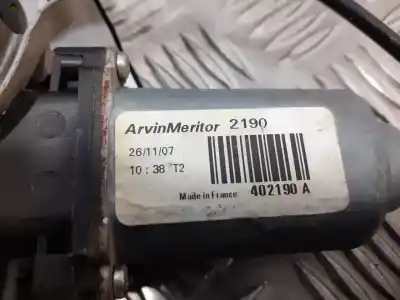 ArvinMeritor 2190
26/11/07
10 : 38 T2
Made in France 402190 A